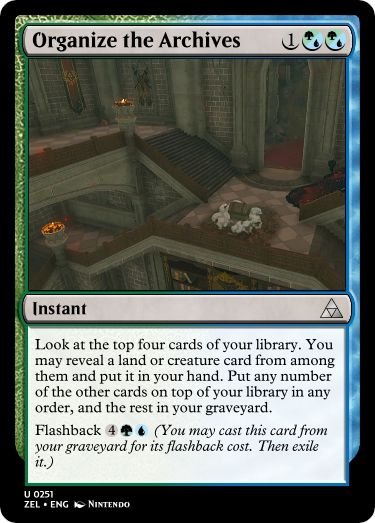 Organize the Archives 1
Instant
Look at the top four cards of your library. You
may reveal a land or creature card from among
them and put it in your hand. Put any number
of the other cards on top of your library in any
order, and the rest in your graveyard.
Flashback 4 (You may cast this card from
your graveyard for its flashback cost. Then exile
it.)
U 0251
ZEL • ENG Nintendo